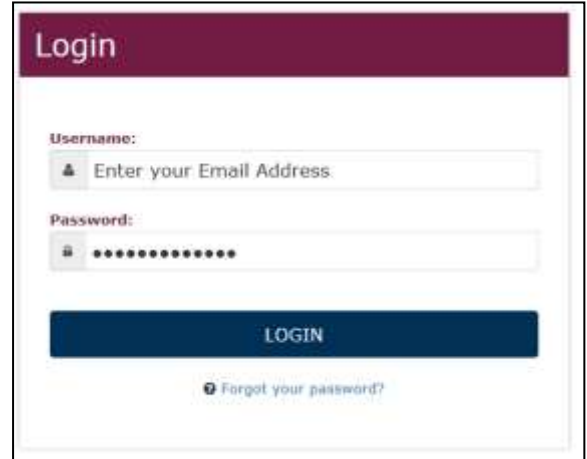 Login
Username:
Enter your Email Address
Password:
•••••••••••••
LOGIN
Forgot your password?